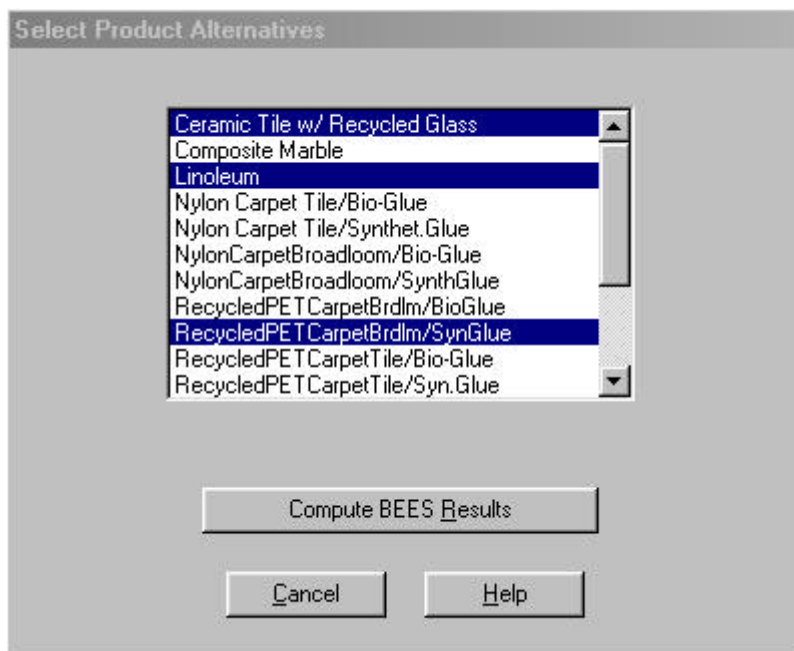 Select Product Alternatives
Ceramic Tile w/ Recycled Glass
Composite Marble
Linoleum
Nylon Carpet Tile/Bio-Glue
Nylon Carpet Tile/Synthet.Glue
NylonCarpetBroadloom/Bio-Glue
NylonCarpetBroadloom/SynthGlue
RecycledPETCarpetBrdlm/BioGlue
RecycledPETCarpetBrdlm/SynGlue
RecycledPETCarpetTile/Bio-Glue
RecycledPETCarpetTile/Syn.Glue
Compute BEES Results
Cancel Help